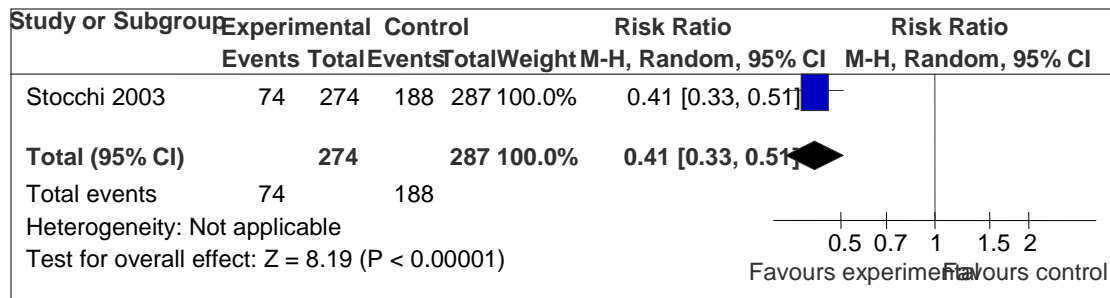 Study or Subgroup Experimental Control Risk Ratio Risk Ratio
Events Total Events Total Weight M-H, Random, 95% CI M-H, Random, 95% CI
Stocchi 2003 74 274 188 287 100.0% 0.41 [0.33, 0.51]
Total (95% CI) 274 287 100.0% 0.41 [0.33, 0.51]
Total events 74 188
Heterogeneity: Not applicable
Test for overall effect: Z = 8.19 (P < 0.00001)
0.5 0.7 1 1.5 2
Favours experimental Favours control